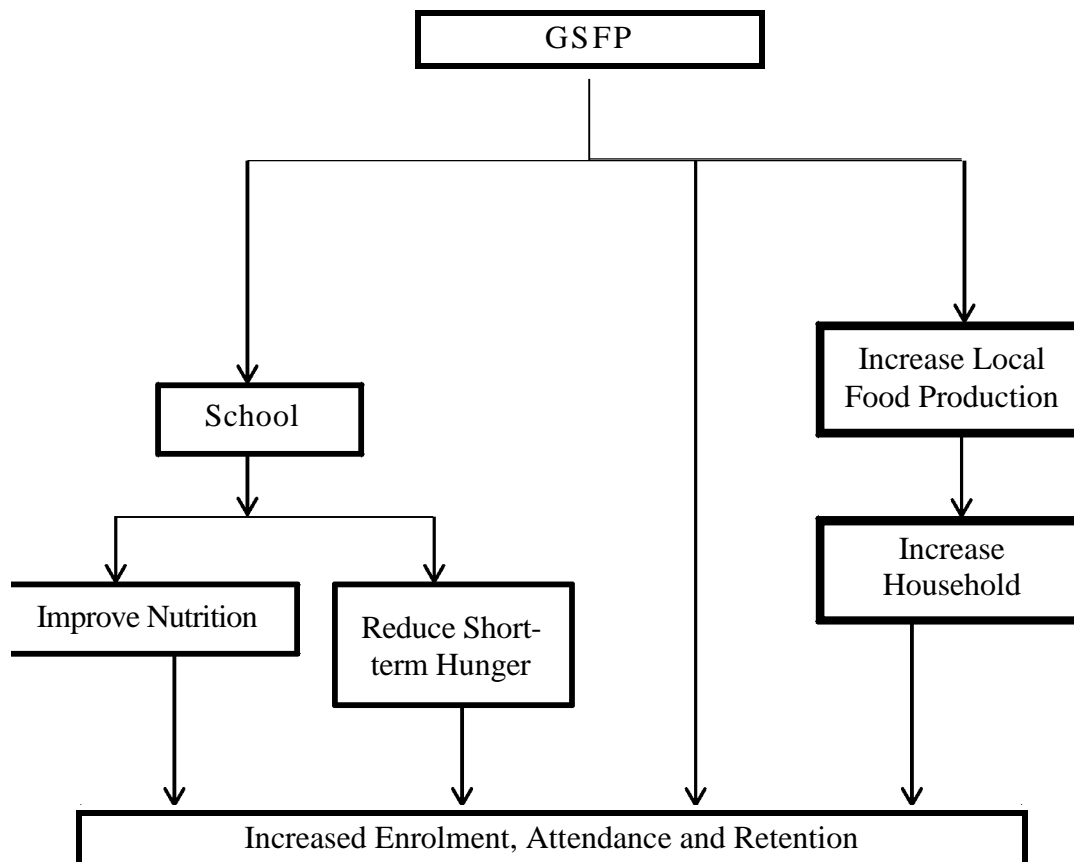 GSFP
Increase Local
Food Production
School
Increase
Household
Improve Nutrition
Reduce Short-
term Hunger
Increased Enrolment, Attendance and Retention